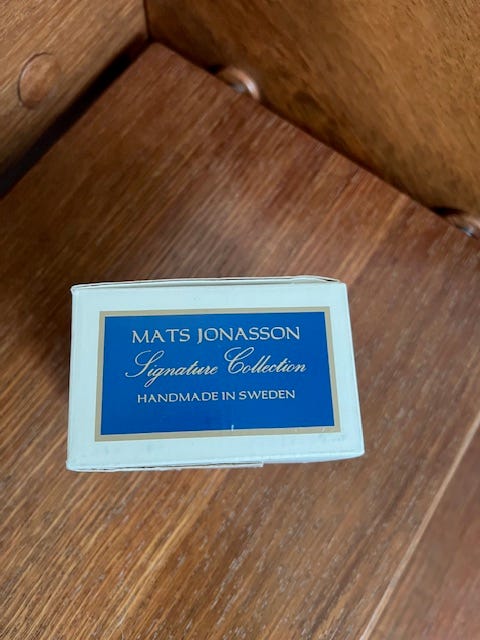 MATS JONASSON
Signature Collection
HANDMADE IN SWEDEN